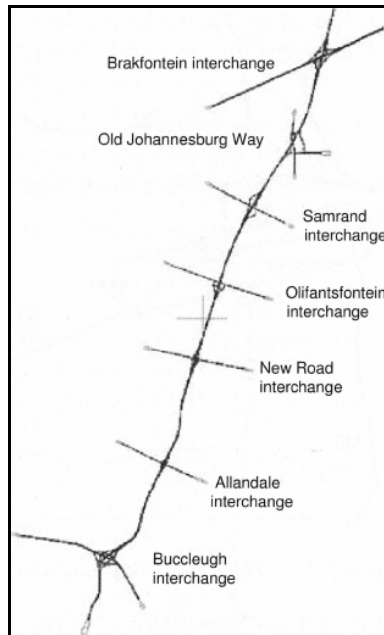 Brakfontein interchange
Old Johannesburg Way
Samrand
interchange
Olifantsfontein
interchange
New Road
interchange
Allandale
interchange
Buccleugh
interchange